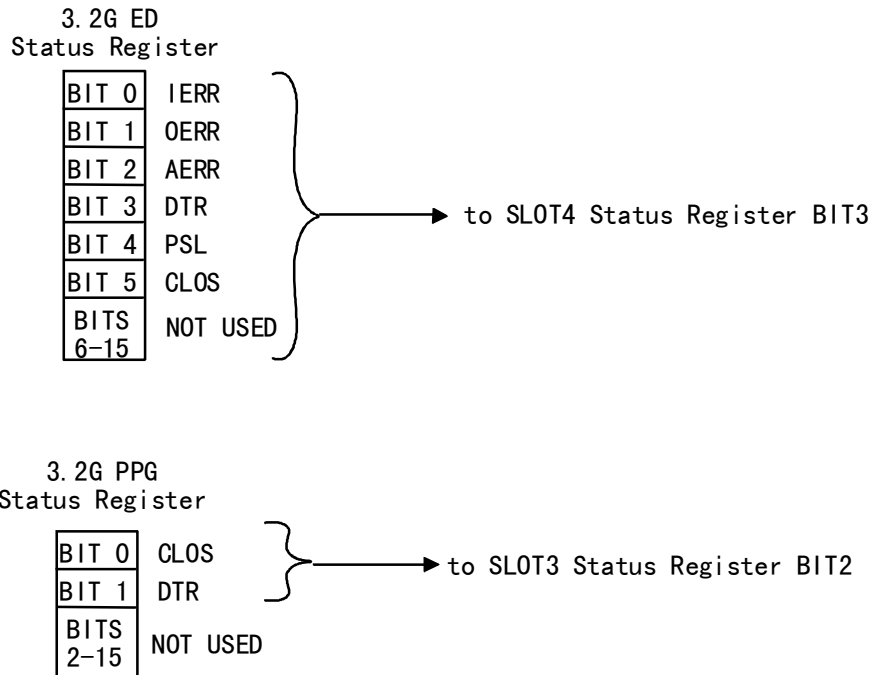 3.2G ED
Status Register
BIT 0 IERR
BIT 1 OERR
BIT 2 AERR
BIT 3 DTR
BIT 4 PSL
BIT 5 CLOS
BITS
6-15
NOT USED
to SLOT4 Status Register BIT3
3.2G PPG
Status Register
BIT 0 CLOS
BIT 1 DTR
BITS
2-15
NOT USED
to SLOT3 Status Register BIT2